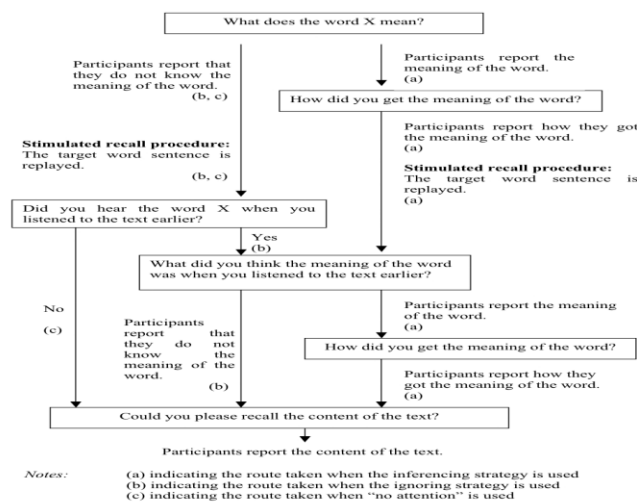 What does the word X mean?
Participants report that
they do not know the
meaning of the word.
(b, c)
Participants report the
meaning of the word.
(a)
How did you get the meaning of the word?
Participants report how they got
the meaning of the word.
(a)
Stimulated recall procedure:
The target word sentence is
replayed.
(b, c)
Stimulated recall procedure:
The target word sentence is
replayed.
(a)
Did you hear the word X when you
listened to the text earlier?
Yes
(b)
What did you think the meaning of the word
was when you listened to the text earlier?
No
(c)
Participants
report that
they do not
know the
meaning of the
word.
(b)
Participants report the meaning
of the word.
(a)
How did you get the meaning of the word?
Participants report how they
got the meaning of the word.
(a)
Could you please recall the content of the text?
Participants report the content of the text.
Notes: (a) indicating the route taken when the inferencing strategy is used
(b) indicating the route taken when the ignoring strategy is used
(c) indicating the route taken when “no attention” is used